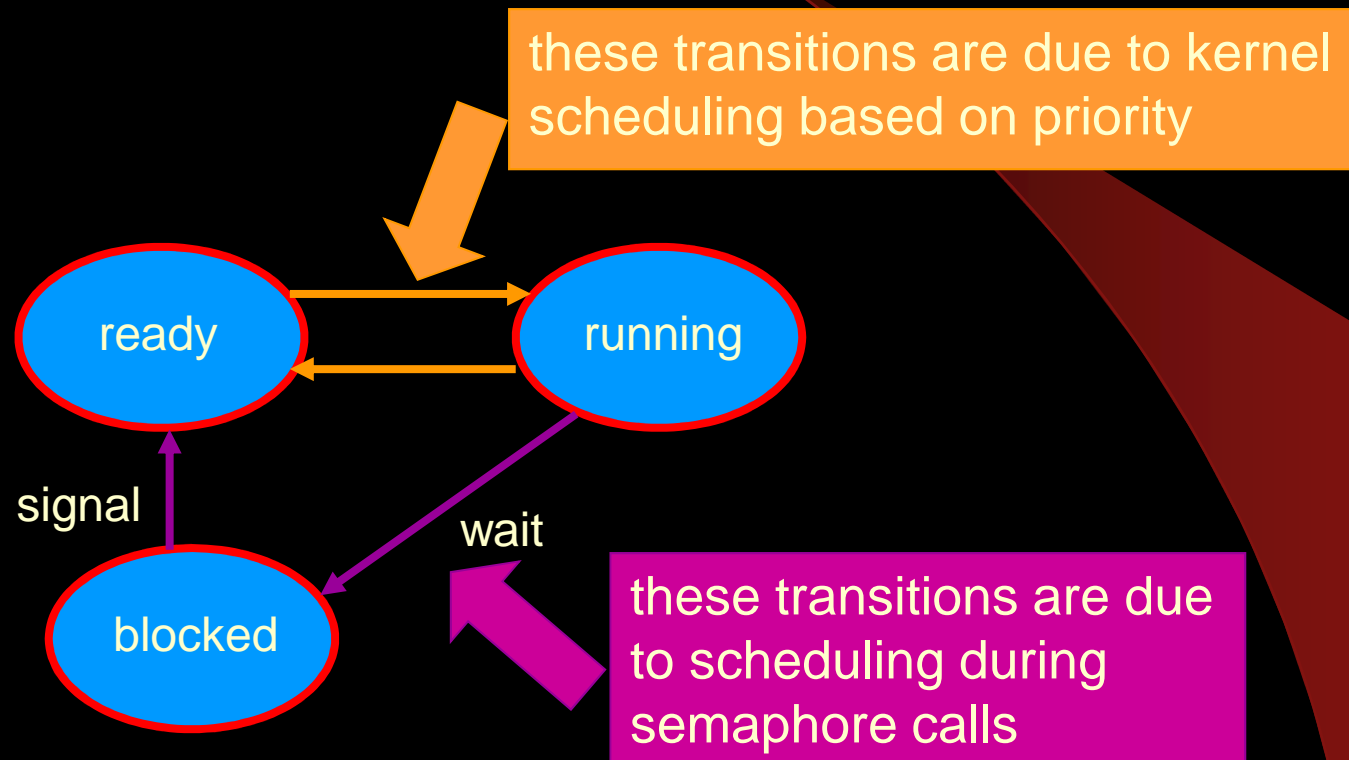 these transitions are due to kernel
scheduling based on priority
ready
running
signal
wait
blocked
these transitions are due
to scheduling during
semaphore calls